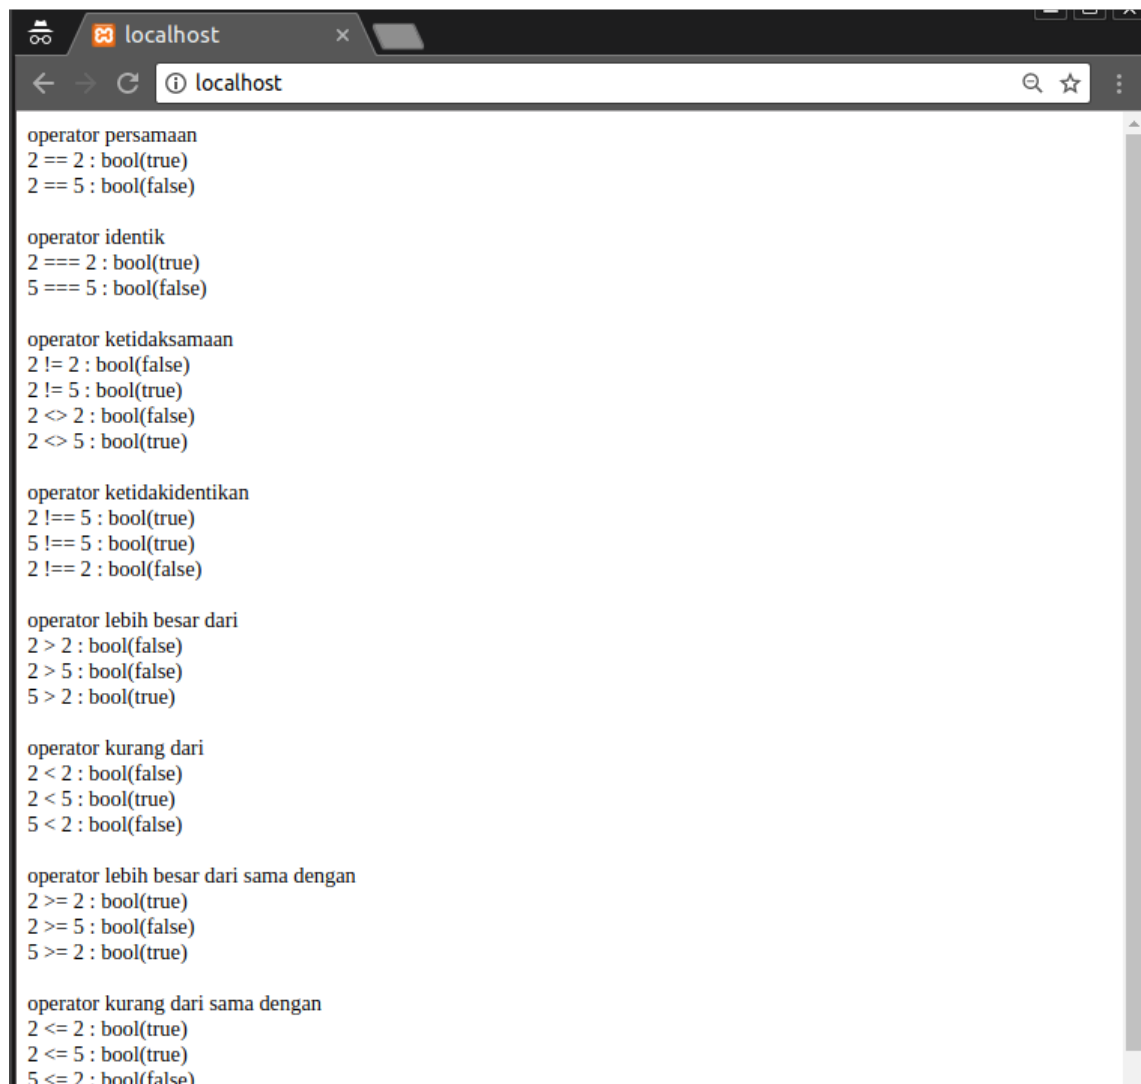 localhost
localhost
operator persamaan
2 == 2 : bool(true)
2 == 5 : bool(false)
operator identik
2 === 2 : bool(true)
5 === 5 : bool(false)
operator ketidaksamaan
2 != 2 : bool(false)
2 != 5 : bool(true)
2 <> 2 : bool(false)
2 <> 5 : bool(true)
operator ketidakidentikan
2 !== 5 : bool(true)
5 !== 5 : bool(true)
2 !== 2 : bool(false)
operator lebih besar dari
2 > 2 : bool(false)
2 > 5 : bool(false)
5 > 2 : bool(true)
operator kurang dari
2 < 2 : bool(false)
2 < 5 : bool(true)
5 < 2 : bool(false)
operator lebih besar dari sama dengan
2 >= 2 : bool(true)
2 >= 5 : bool(false)
5 >= 2 : bool(true)
operator kurang dari sama dengan
2 <= 2 : bool(true)
2 <= 5 : bool(true)
5 <= 2 : bool(false)